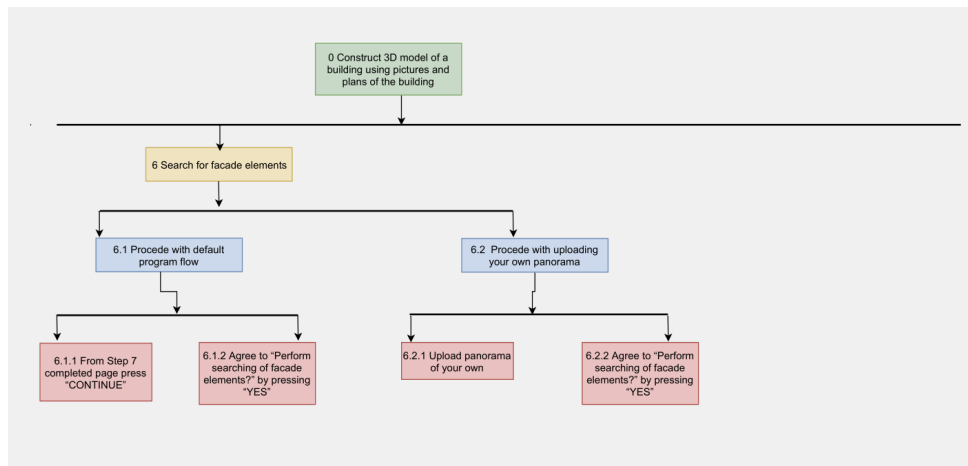 0 Construct 3D model of a
building using pictures and
plans of the building
6 Search for facade elements
6.1 Procede with default
program flow
6.2 Procede with uploading
your own panorama
6.1.1 From Step 7
completed page press
“CONTINUE”
6.1.2 Agree to “Perform
searching of facade
elements?” by pressing
“YES”
6.2.1 Upload panorama
of your own
6.2.2 Agree to “Perform
searching of facade
elements?” by pressing
“YES”